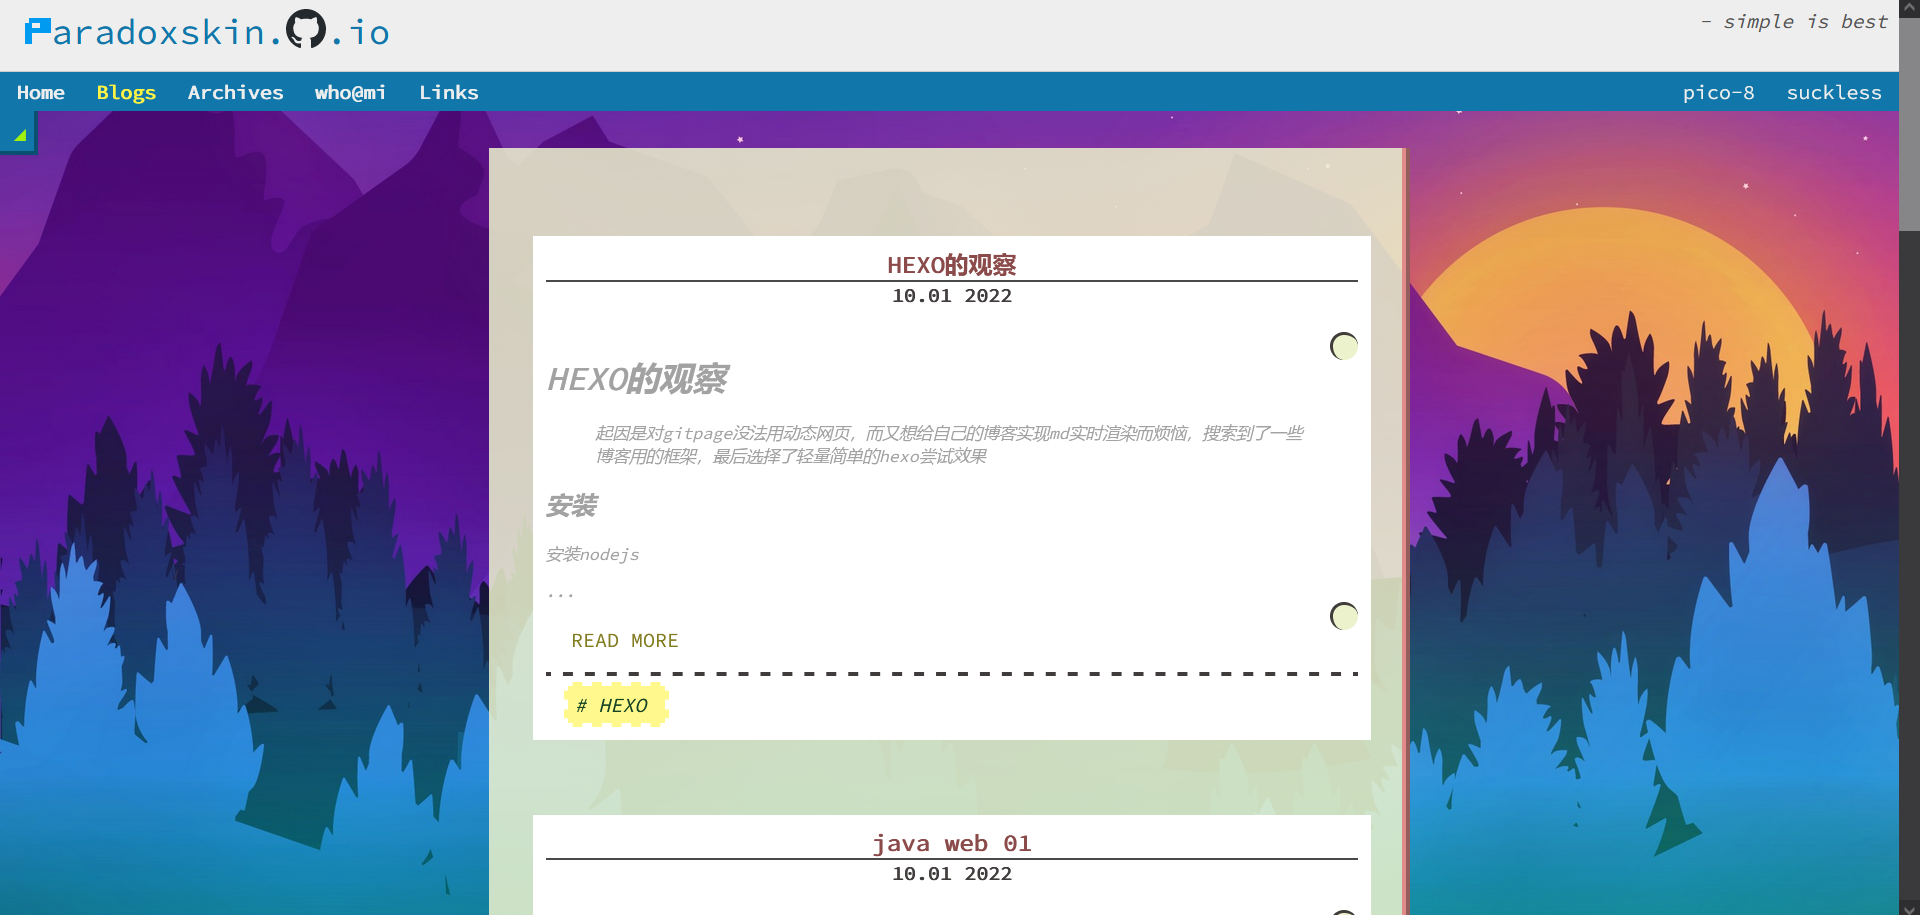 Paradoxskin. .io
- simple is best
Home Blogs Archives who@mi Links pico-8 suckless
HEXO的观察
10.01 2022
HEXO的观察
起因是对gitpage没法用动态网页，而又想给自己的博客实现md实时渲染而烦恼，搜索到了一些
博客用的框架，最后选择了轻量简单的hexo尝试效果
安装
安装nodejs
...
READ MORE
# HEXO
java web 01
10.01 2022